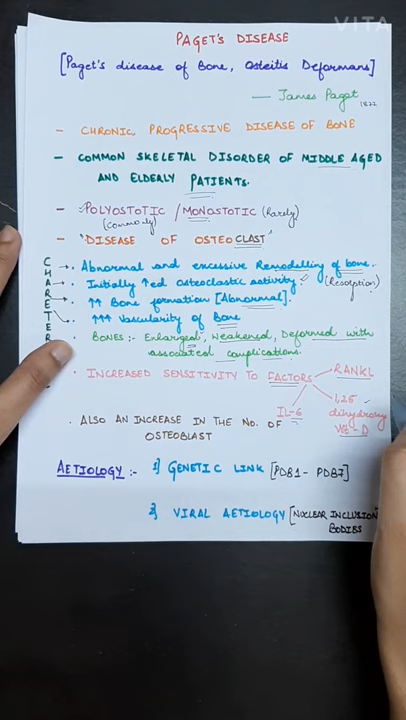 VITA
PAGET'S DISEASE
[Paget's disease of Bone, Osteitis Deformans]
— James Paget
1877
- CHRONIC, PROGRESSIVE DISEASE OF BONE
- COMMON SKELETAL DISORDER OF MIDDLE AGED
AND ELDERLY PATIENTS.
- POLYOSTOTIC / MONOSTOTIC (Rarely)
(commonly)
- 'DISEASE OF OSTEOCLAST'
CHARETER
• Abnormal and excessive Remodelling of bone.
• Initially ↑ed osteoclastic activity. (Resorption)
• ↑↑ Bone formation [Abnormal].
• ↑↑↑ Vascularity of Bone
• BONES:- Enlarged, Weakened, Deformed with
associated complications.
• INCREASED SENSITIVITY TO FACTORS
RANKL
1,25
dihydroxy
Vit-D
IL-6
• ALSO AN INCREASE IN THE NO. OF
OSTEOBLAST
AETIOLOGY :- 1) GENETIC LINK [PDB1 - PDB7]
2) VIRAL AETIOLOGY [NUCLEAR INCLUSION
BODIES